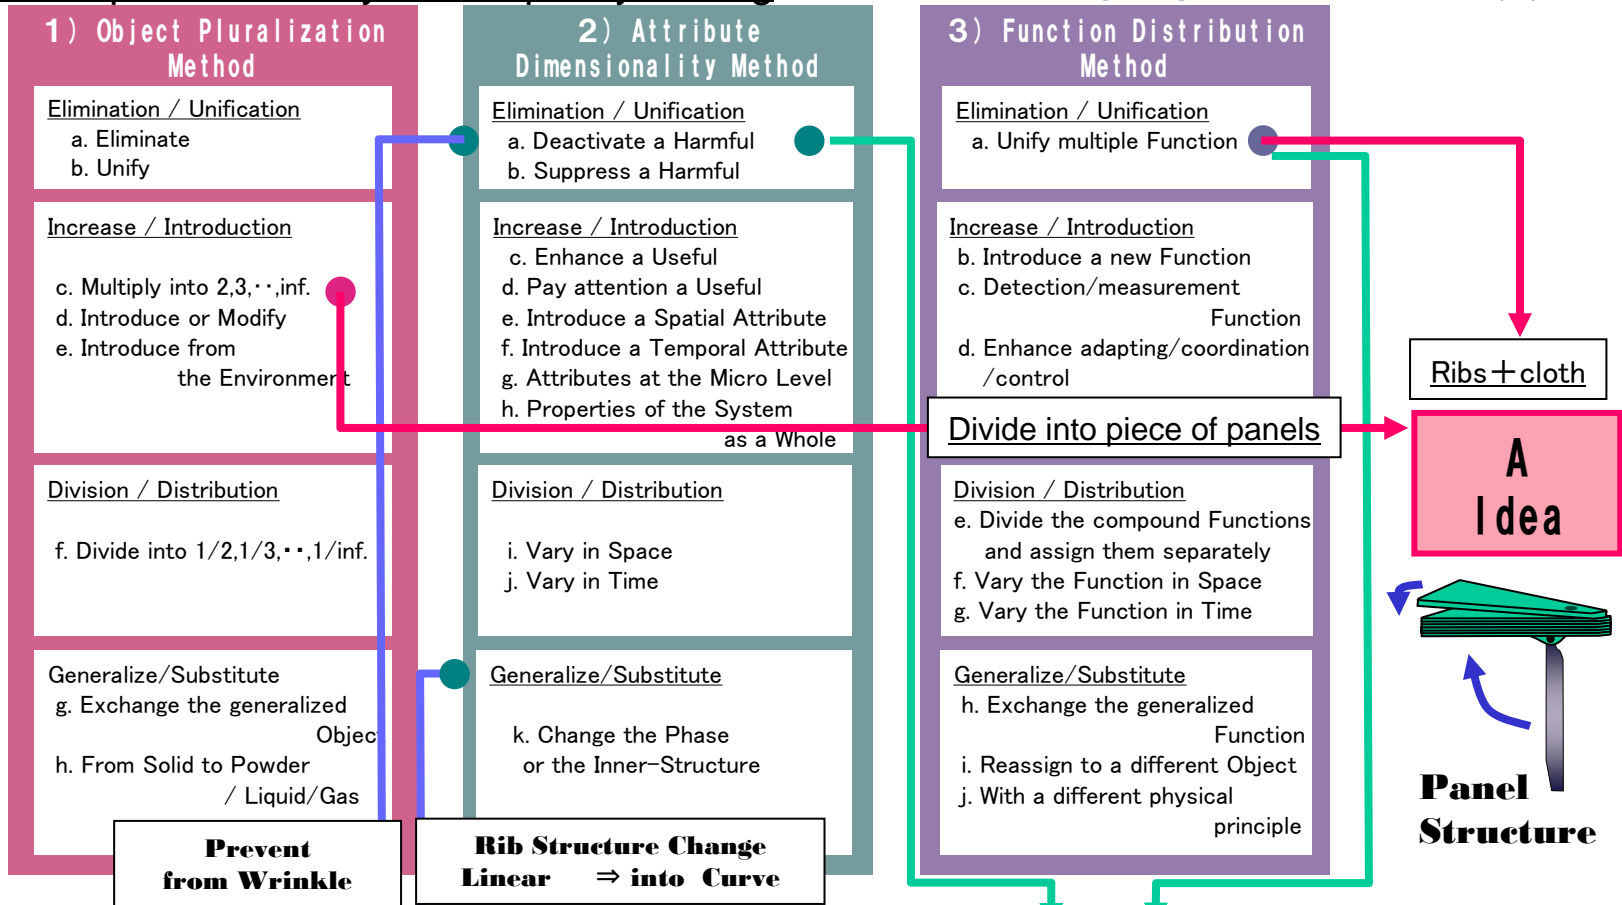 1) Object Pluralization
Method
Elimination / Unification
a. Eliminate
b. Unify
Increase / Introduction
c. Multiply into 2,3,‥,inf.
d. Introduce or Modify
e. Introduce from
the Environment
Division / Distribution
f. Divide into 1/2,1/3,‥,1/inf.
Generalize/Substitute
g. Exchange the generalized
Object
h. From Solid to Powder
/ Liquid/Gas
Prevent
from Wrinkle
2) Attribute
Dimensionality Method
Elimination / Unification
a. Deactivate a Harmful
b. Suppress a Harmful
Increase / Introduction
c. Enhance a Useful
d. Pay attention a Useful
e. Introduce a Spatial Attribute
f. Introduce a Temporal Attribute
g. Attributes at the Micro Level
h. Properties of the System
as a Whole
Division / Distribution
i. Vary in Space
j. Vary in Time
Generalize/Substitute
k. Change the Phase
or the Inner-Structure
Rib Structure Change
Linear ⇒ into Curve
3) Function Distribution
Method
Elimination / Unification
a. Unify multiple Function
Increase / Introduction
b. Introduce a new Function
c. Detection/measurement
Function
d. Enhance adapting/coordination
/control
Divide into piece of panels
Division / Distribution
e. Divide the compound Functions
and assign them separately
f. Vary the Function in Space
g. Vary the Function in Time
Generalize/Substitute
h. Exchange the generalized
Function
i. Reassign to a different Object
j. With a different physical
principle
Ribs+cloth
A
Idea
Panel
Structure